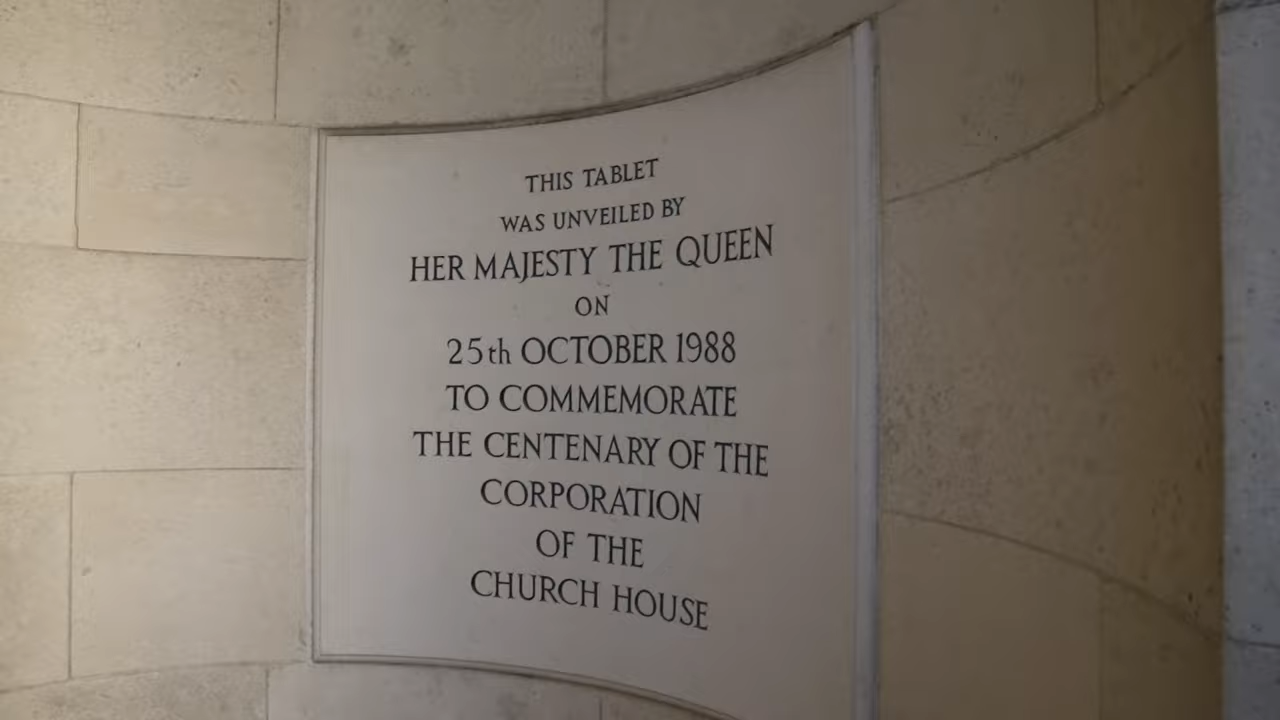 THIS TABLET
WAS UNVEILED BY
HER MAJESTY THE QUEEN
ON
25th OCTOBER 1988
TO COMMEMORATE
THE CENTENARY OF THE
CORPORATION
OF THE
CHURCH HOUSE